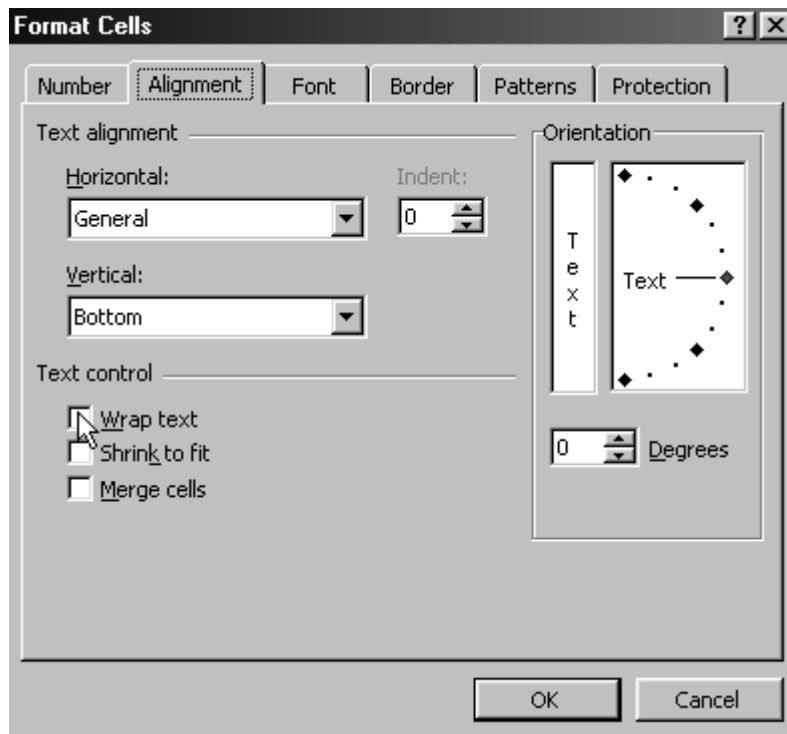 Format Cells ? X
Number Alignment Font Border Patterns Protection
Text alignment
Horizontal: Indent:
General 0
Vertical:
Bottom
Text control
Wrap text
Shrink to fit
Merge cells
Orientation
T
e
x
t
Text
0 Degrees
OK Cancel